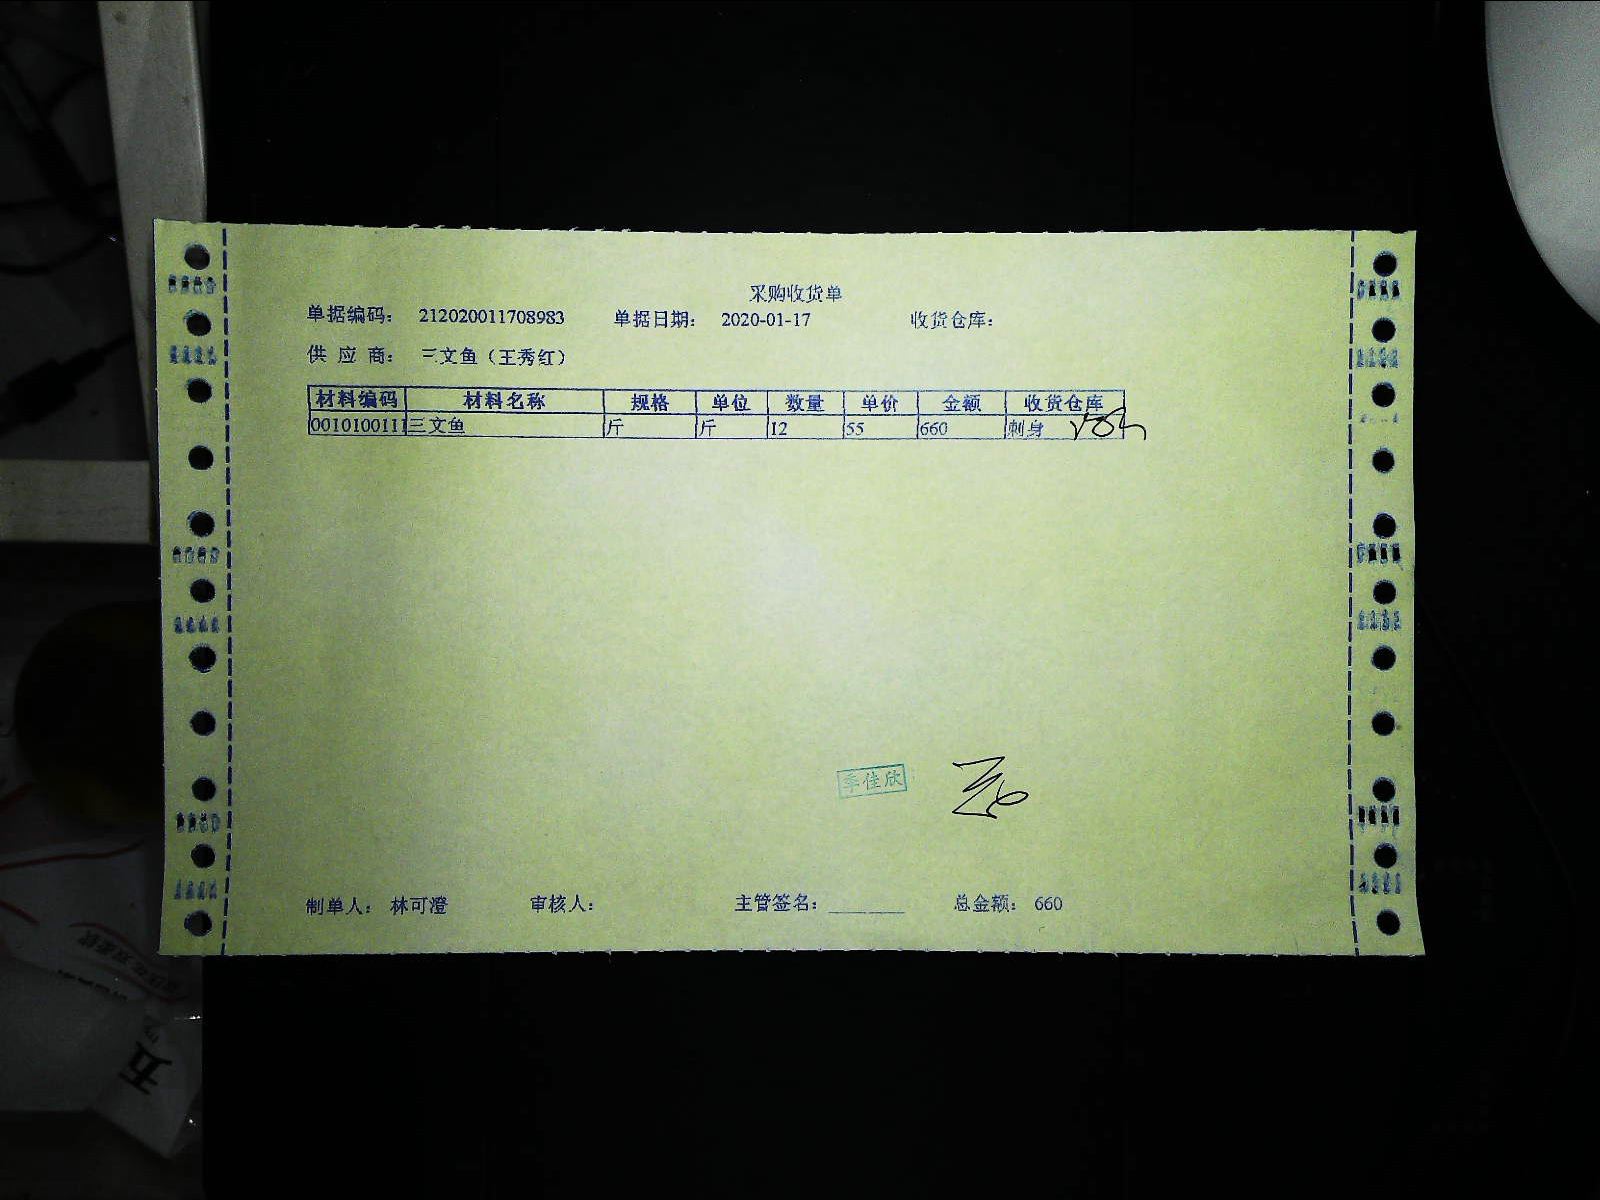 采购收货单
单据编码： 212020011708983 单据日期： 2020-01-17 收货仓库：
供 应 商： 三文鱼（王秀红）
材料编码 材料名称 规格 单位 数量 单价 金额 收货仓库
0010100111 三文鱼 斤 斤 12 55 660 刺身
季佳欣
制单人： 林可澄 审核人： 主管签名：________ 总金额： 660
五